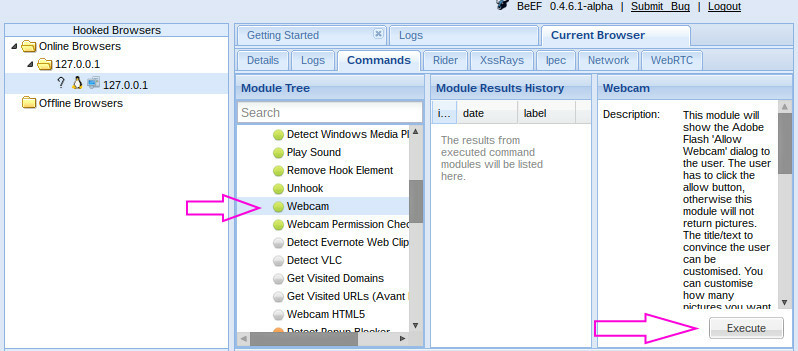 BeEF 0.4.6.1-alpha | Submit Bug | Logout
Hooked Browsers
Online Browsers
127.0.0.1
? 127.0.0.1
Offline Browsers
Getting Started
Logs
Current Browser
Details
Logs
Commands
Rider
XssRays
Ipec
Network
WebRTC
Module Tree
Search
Detect Windows Media Pl
Play Sound
Remove Hook Element
Unhook
Webcam
Webcam Permission Chec
Detect Evernote Web Clip
Detect VLC
Get Visited Domains
Get Visited URLs (Avant
Webcam HTML5
Detect Popup Blocker
Module Results History
i...
date
label
The results from
executed command
modules will be listed
here.
Webcam
Description:
This module will
show the Adobe
Flash 'Allow
Webcam' dialog to
the user. The user
has to click the
allow button,
otherwise this
module will not
return pictures.
The title/text to
convince the user
can be
customised. You
can customise
how many
pictures you want
Execute